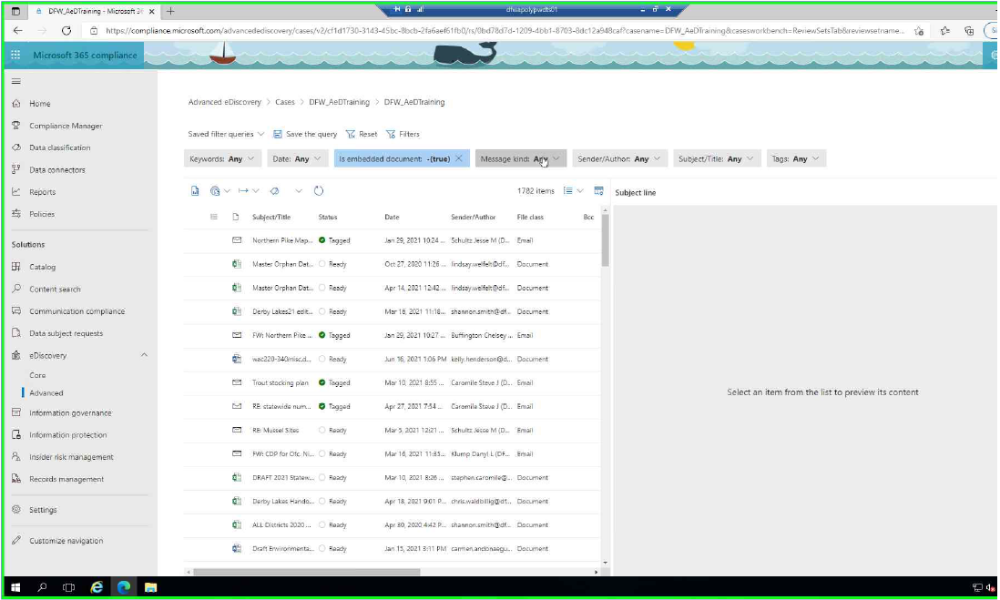 DFW_AeDTraining - Microsoft 36
dfwapolypwdts01
https://compliance.microsoft.com/advancedediscovery/cases/v2/cf1d1730-3143-45bc-8bcb-2fa6aef61fb0/rs/0bd78d7d-1209-4bb1-8703-8dc12a948caf?casename=DFW_AeDTraining&casesworkbench=ReviewSetsTab&reviewsetname...
Microsoft 365 compliance
Home
Compliance Manager
Data classification
Data connectors
Reports
Policies
Solutions
Catalog
Content search
Communication compliance
Data subject requests
eDiscovery
Core
Advanced
Information governance
Information protection
Insider risk management
Records management
Settings
Customize navigation
Advanced eDiscovery > Cases > DFW_AeDTraining > DFW_AeDTraining
Saved filter queries Save the query Reset Filters
Keywords: Any Date: Any Is embedded document: -(true) Message kind: Any Sender/Author: Any Subject/Title: Any Tags: Any
1782 items
Subject line
Subject/Title Status Date Sender/Author File class Bcc
Northern Pike Map... Tagged Jan 29, 2021 10:24 ... Schultz Jesse M (D... Email
Master Orphan Dat... Ready Oct 27, 2020 11:26 ... lindsay.welfelt@df... Document
Master Orphan Dat... Ready Apr 14, 2021 12:42 ... lindsay.welfelt@df... Document
Derby Lakes21 edit... Ready Mar 16, 2021 11:18... shannon.smith@df... Document
FW: Northern Pike ... Tagged Jan 29, 2021 10:27 ... Buffington Chelsey ... Email
wac220-340misc.d... Ready Jun 16, 2021 1:06 PM kelly.henderson@d... Document
Trout stocking plan Tagged Mar 10, 2021 8:55 ... Caromile Steve J (D... Email
RE: statewide num... Tagged Apr 27, 2021 7:54 ... Caromile Steve J (D... Email
RE: Mussel Sites Ready Mar 5, 2021 12:21 ... Schultz Jesse M (D... Email
FW: CDP for Ofc. Ni... Ready Mar 16, 2021 11:35... Klump Danyl L (DF... Email
DRAFT 2021 Statew... Ready Mar 10, 2021 8:26 ... stephen.caromile@... Document
Derby Lakes Hando... Ready Apr 18, 2021 9:01 P... chris.waldbillig@df... Document
ALL Districts 2020 ... Ready Apr 30, 2020 4:42 P... shannon.smith@df... Document
Draft Environmenta... Ready Jan 15, 2021 3:11 PM carmen.andonaegu... Document
Select an item from the list to preview its content